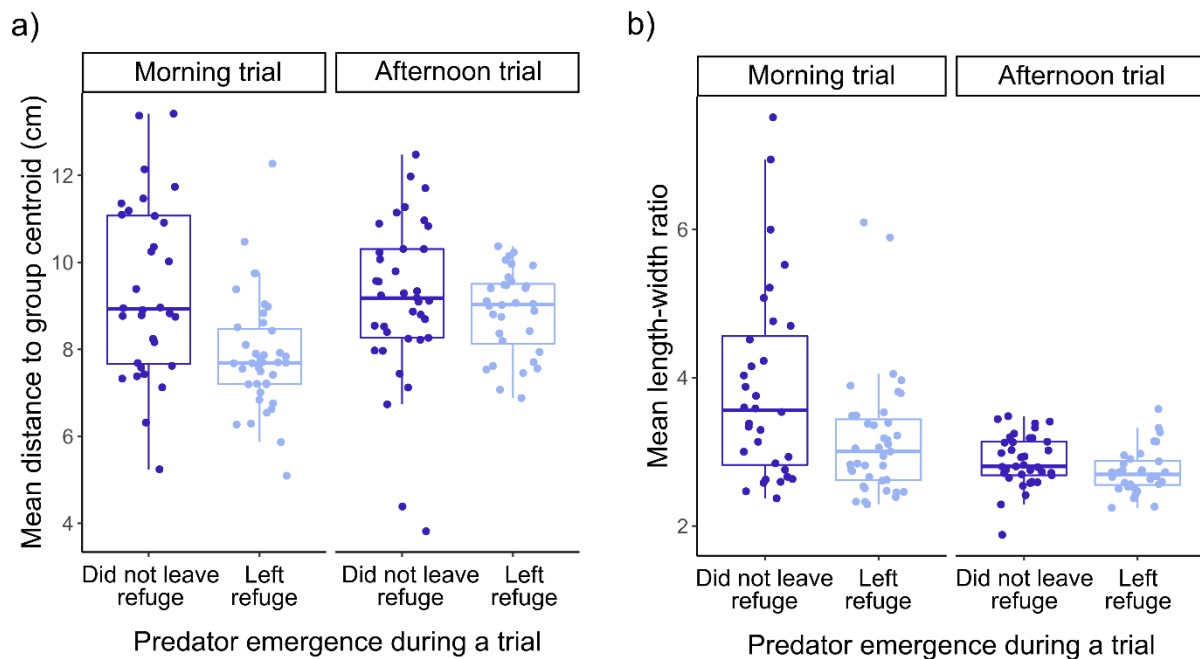 a)
Morning trial
Afternoon trial
Mean distance to group centroid (cm)
12
10
8
6
4
Did not leave
refuge
Left
refuge
Did not leave
refuge
Left
refuge
Predator emergence during a trial
b)
Morning trial
Afternoon trial
Mean length-width ratio
6
4
2
Did not leave
refuge
Left
refuge
Did not leave
refuge
Left
refuge
Predator emergence during a trial